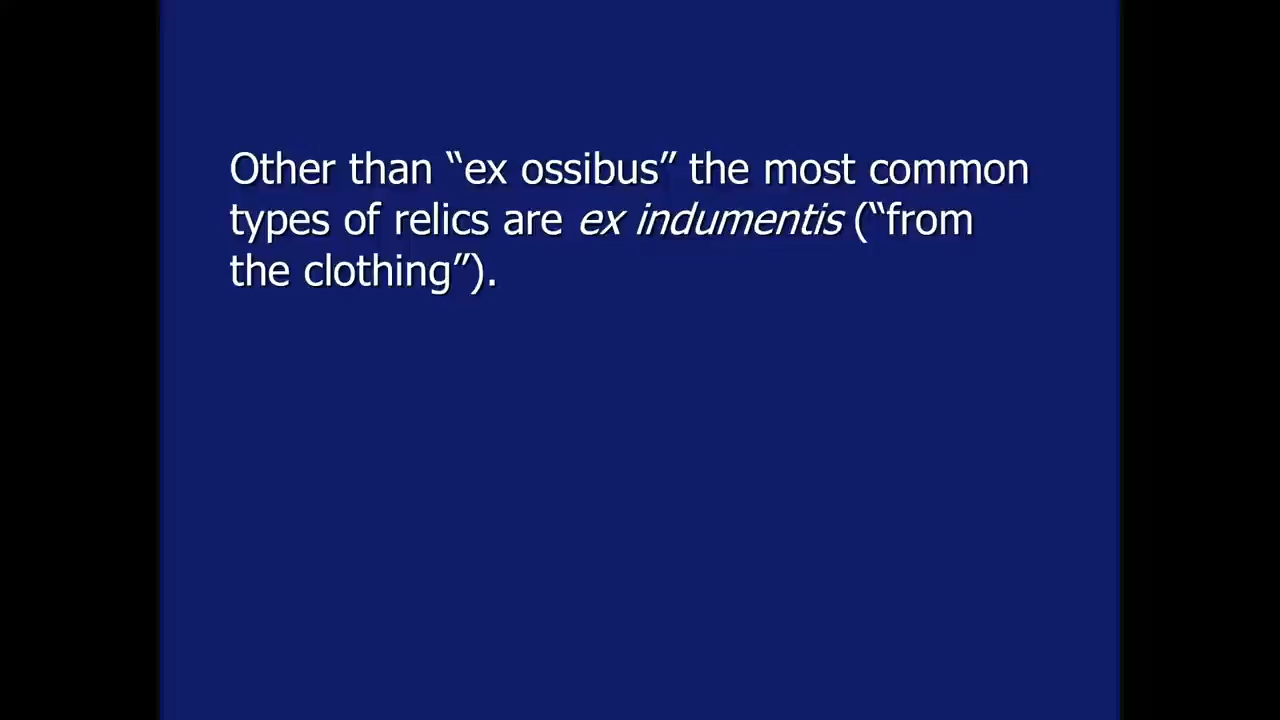 Other than “ex ossibus” the most common
types of relics are ex indumentis (“from
the clothing”).